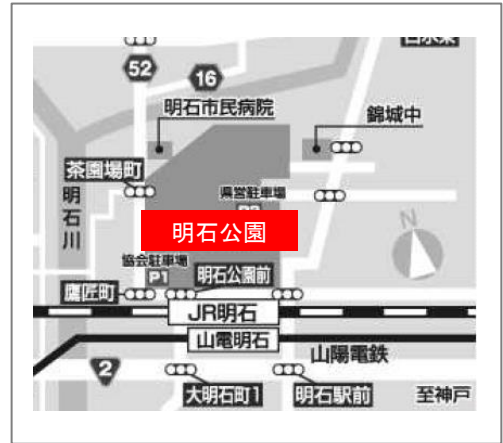 52
16
明石市民病院
錦城中
茶園場町
県営駐車場
明石川
明石公園
N
協会駐車場
P1
明石公園前
鷹匠町
JR明石
山電明石
山陽電鉄
2
大明石町1
明石駅前
至神戸